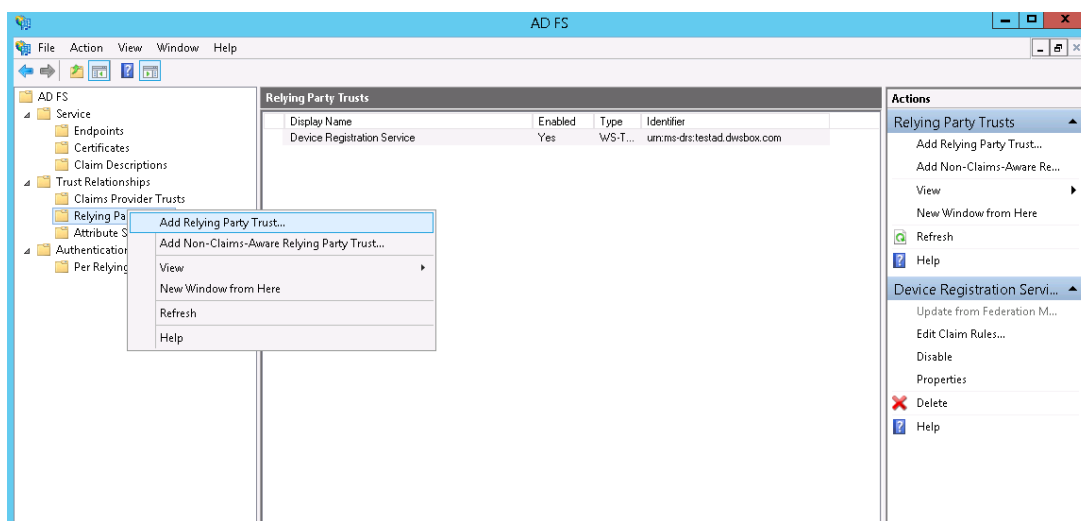 AD FS
File Action View Window Help
AD FS
Service
Endpoints
Certificates
Claim Descriptions
Trust Relationships
Claims Provider Trusts
Relying Pa
Attribute S
Authentication
Per Relying
Add Relying Party Trust...
Add Non-Claims-Aware Relying Party Trust...
View
New Window from Here
Refresh
Help
Relying Party Trusts
Display Name Enabled Type Identifier
Device Registration Service Yes WS-T... urn:ms-drs:testad.dwsbox.com
Actions
Relying Party Trusts
Add Relying Party Trust...
Add Non-Claims-Aware Re...
View
New Window from Here
Refresh
Help
Device Registration Servi...
Update from Federation M...
Edit Claim Rules...
Disable
Properties
Delete
Help